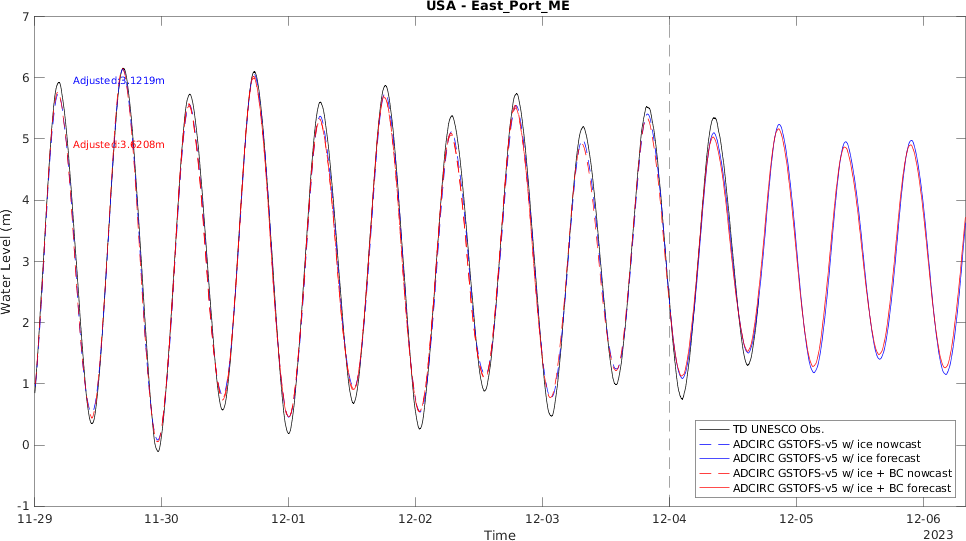 USA - East_Port_ME
7
6
5
4
3
2
1
0
-1
Water Level (m)
Adjusted:3.1219m
Adjusted:3.6208m
TD UNESCO Obs.
ADCIRC GSTOFS-v5 w/ ice nowcast
ADCIRC GSTOFS-v5 w/ ice forecast
ADCIRC GSTOFS-v5 w/ ice + BC nowcast
ADCIRC GSTOFS-v5 w/ ice + BC forecast
11-29 11-30 12-01 12-02 12-03 12-04 12-05 12-06
2023
Time